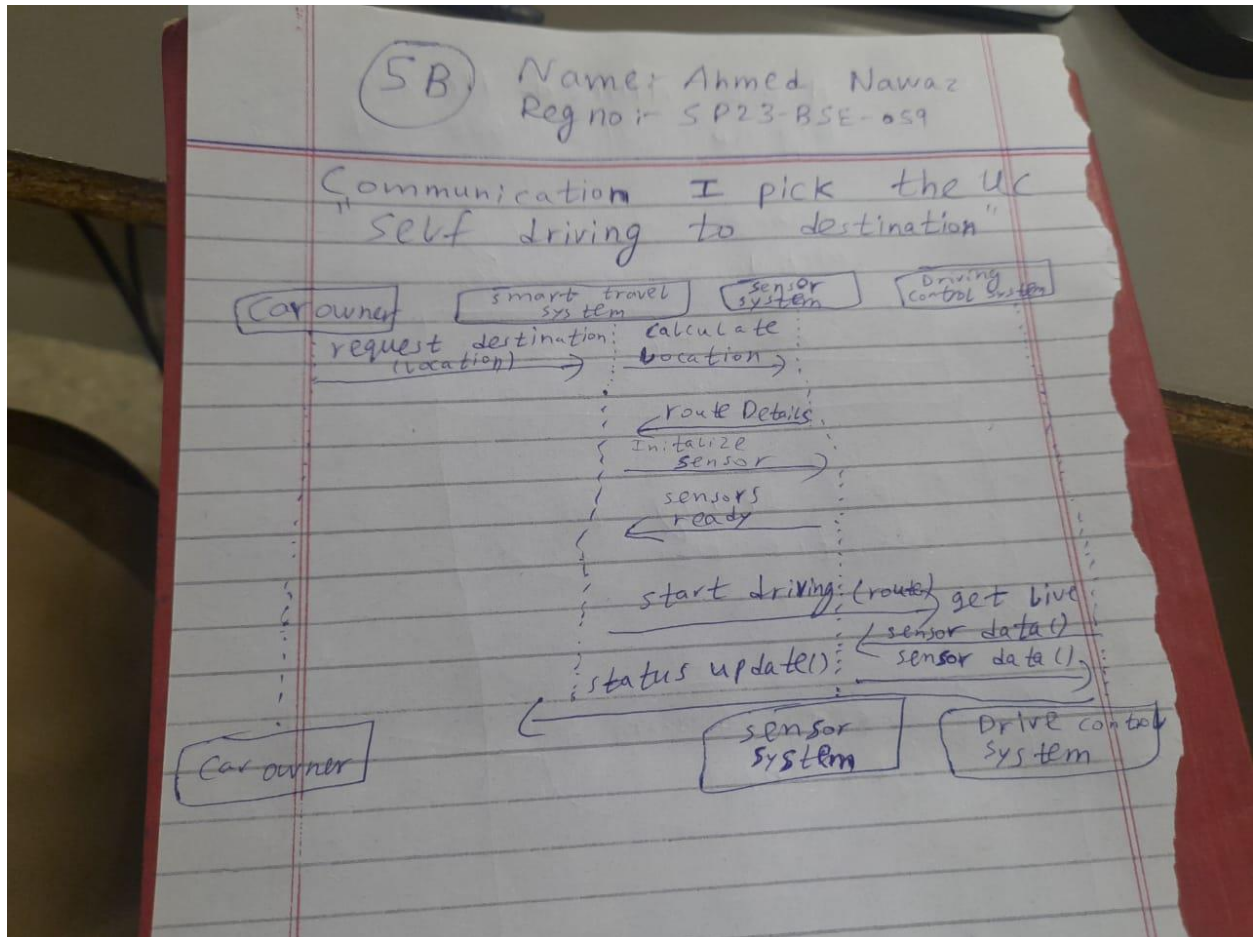 5B
Name:- Ahmed Nawaz
Reg no:- SP23-BSE-059
Communication I pick the UC
"Self driving to destination"
Car owner
smart travel
system
sensor
system
Driving
control system
request destination
(location)
calculate
Location
route Details
Initalize
sensor
sensors
ready
start driving (route)
get Live
sensor data()
sensor data()
status update()
Car owner
sensor
system
Drive control
system